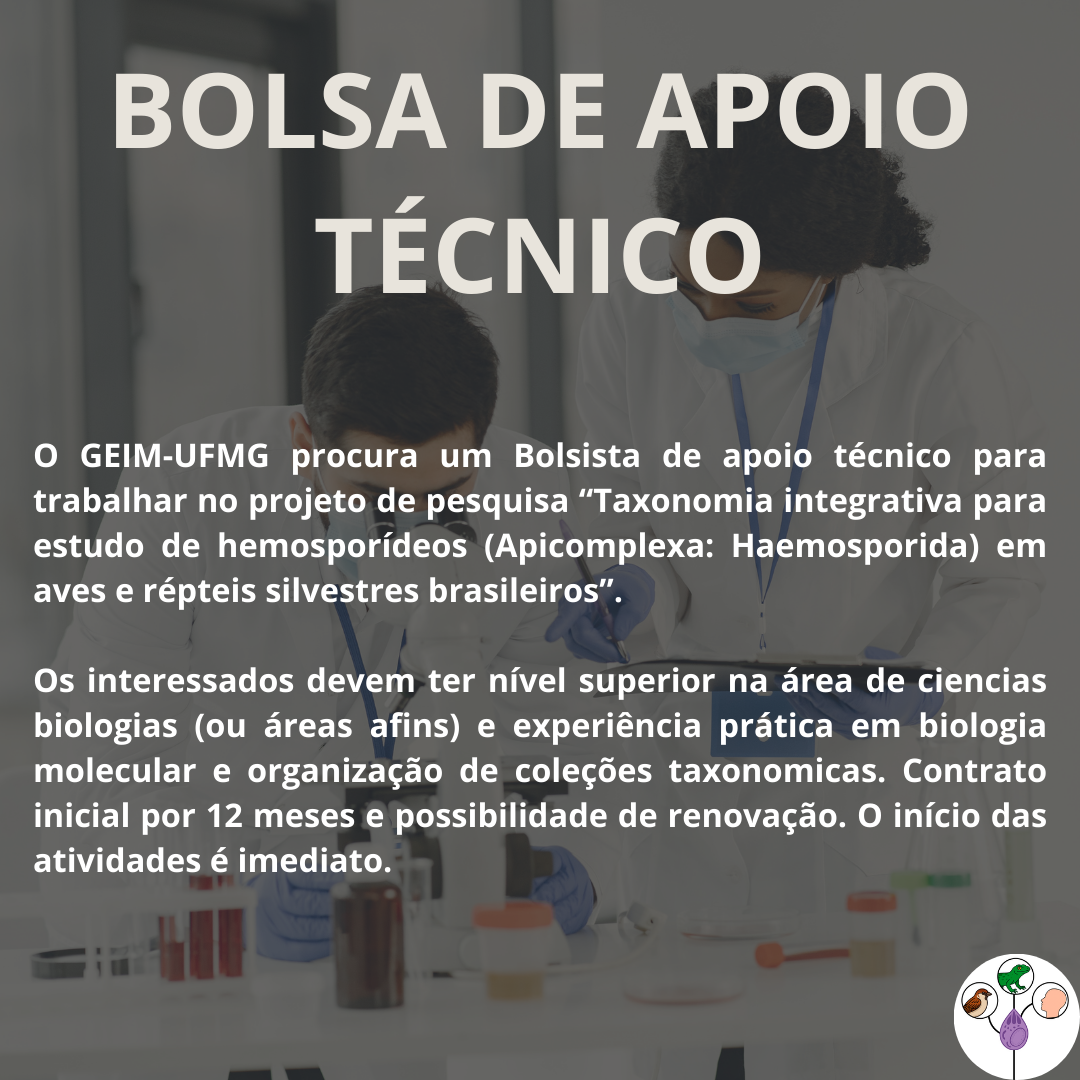 BOLSA DE APOIO
TÉCNICO
O GEIM-UFMG procura um Bolsista de apoio técnico para
trabalhar no projeto de pesquisa “Taxonomia integrativa para
estudo de hemosporídeos (Apicomplexa: Haemosporida) em
aves e répteis silvestres brasileiros”.
Os interessados devem ter nível superior na área de ciencias
biologias (ou áreas afins) e experiência prática em biologia
molecular e organização de coleções taxonomicas. Contrato
inicial por 12 meses e possibilidade de renovação. O início das
atividades é imediato.